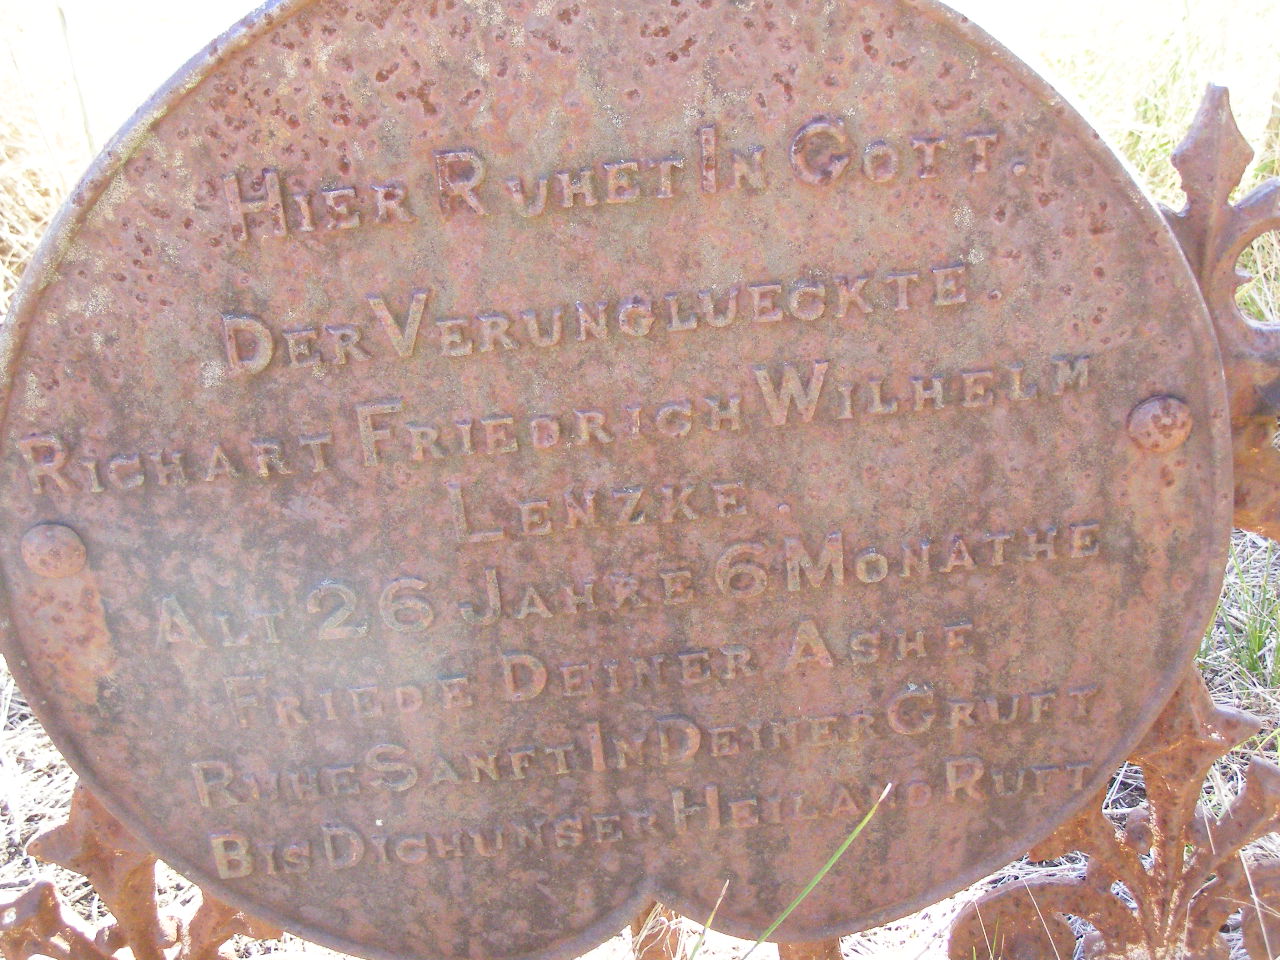 HIER RUHET IN GOTT.
DER VERUNGLUECKTE.
RICHART FRIEDRICH WILHELM
LENZKE.
ALT 26 JAHRE 6 MONATHE
FRIEDE DEINER ASHE
RUHE SANFT IN DEINER GRUFT
BIS DICH UNSER HEILAND RUFT